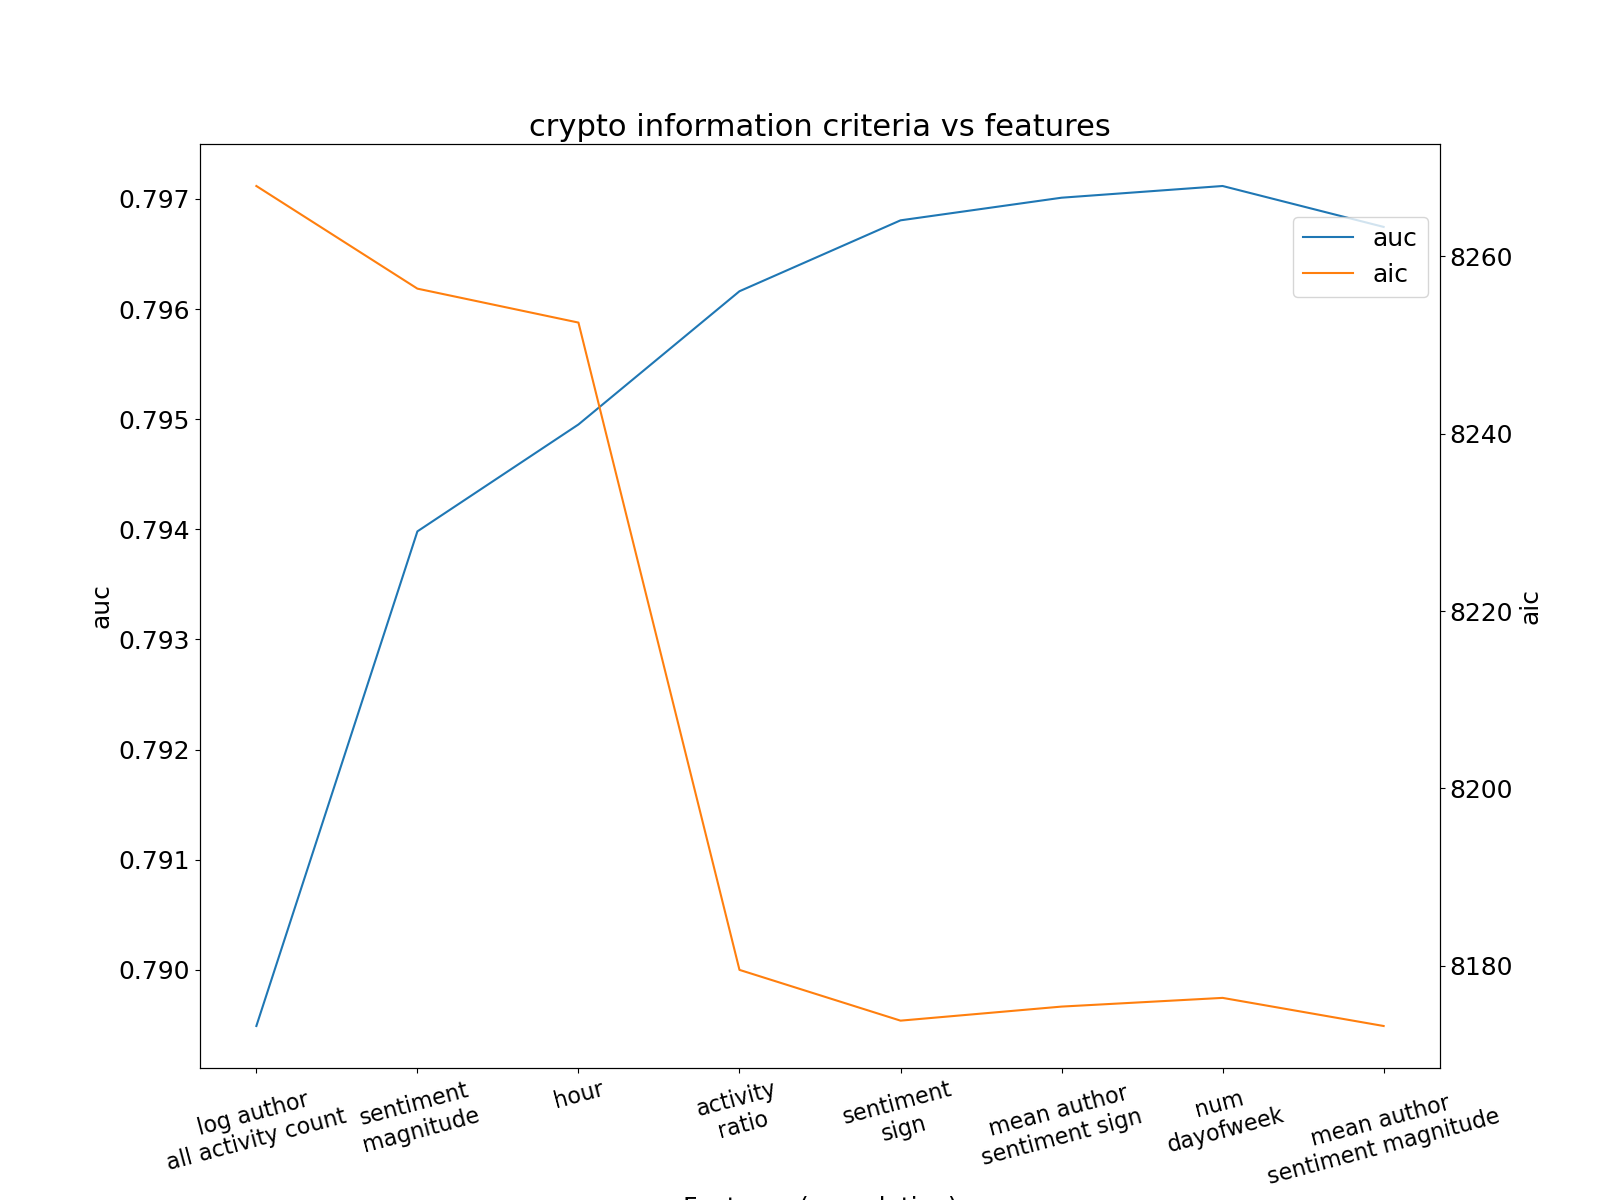 crypto information criteria vs features
0.797
0.796
0.795
0.794
0.793
0.792
0.791
0.790
auc
auc
aic
8260
8240
8220
8200
8180
aic
log author
all activity count
sentiment
magnitude
hour
activity
ratio
sentiment
sign
mean author
sentiment sign
num
dayofweek
mean author
sentiment magnitude